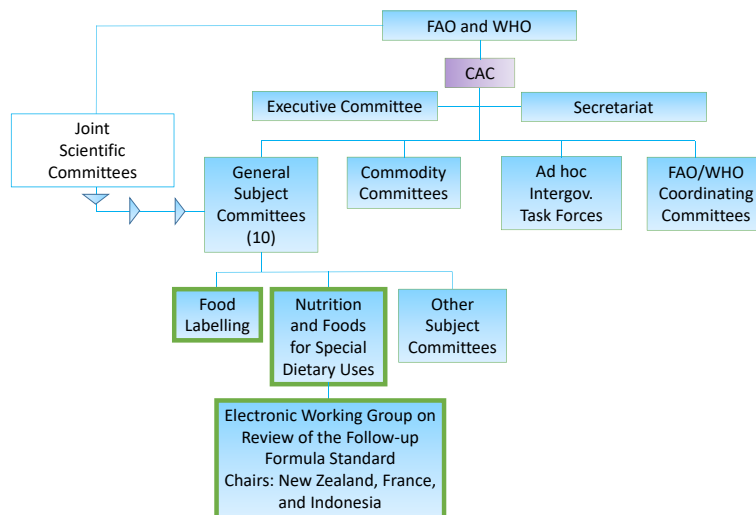 FAO and WHO
CAC
Executive Committee
Secretariat
Joint
Scientific
Committees
General
Subject
Committees
(10)
Commodity
Committees
Ad hoc
Intergov.
Task Forces
FAO/WHO
Coordinating
Committees
Food
Labelling
Nutrition
and Foods
for Special
Dietary Uses
Other
Subject
Committees
Electronic Working Group on
Review of the Follow-up
Formula Standard
Chairs: New Zealand, France,
and Indonesia